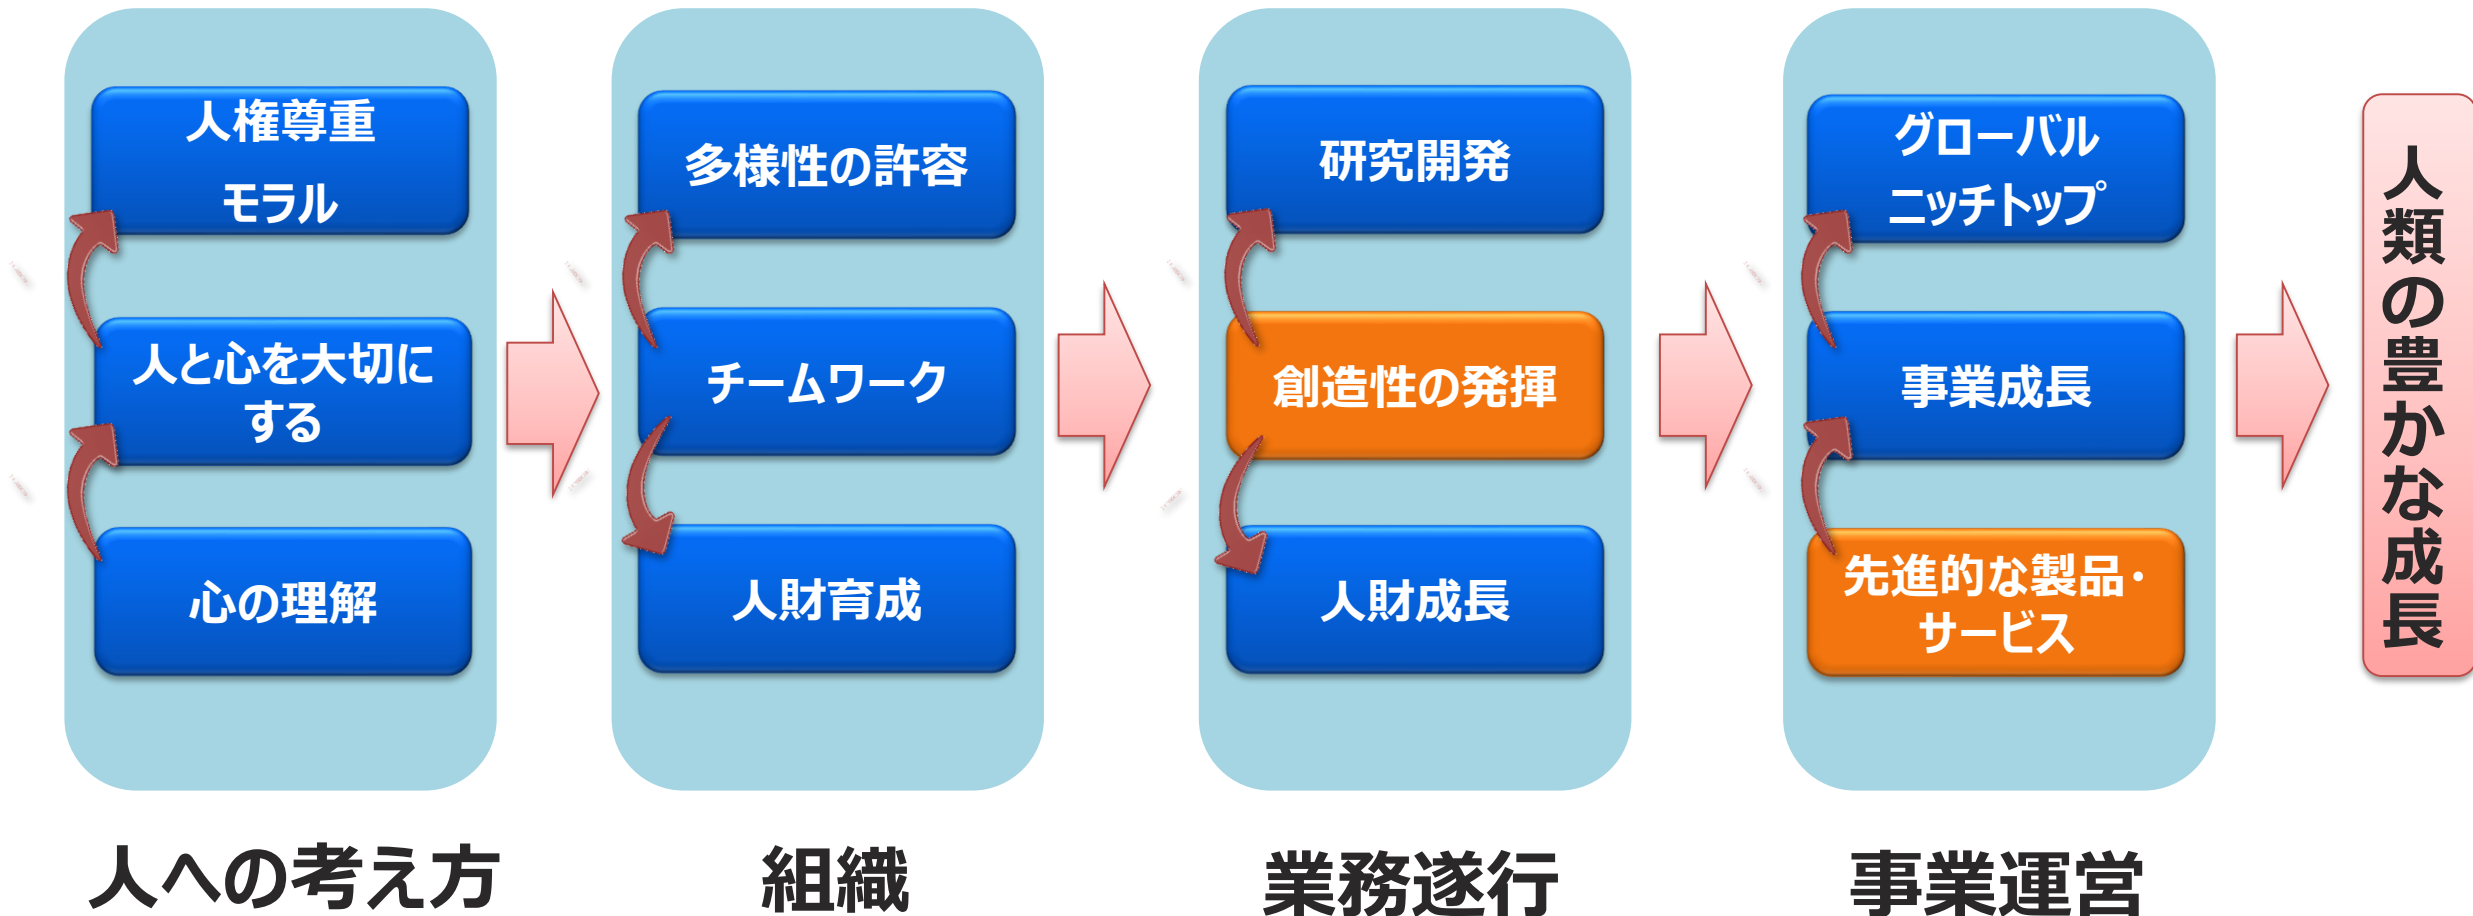 人権尊重
モラル
人と心を大切に
する
心の理解
人への考え方
多様性の許容
チームワーク
人財育成
組織
研究開発
創造性の発揮
人財成長
業務遂行
グローバル
ニッチトップ
事業成長
先進的な製品・
サービス
事業運営
人類の豊かな成長